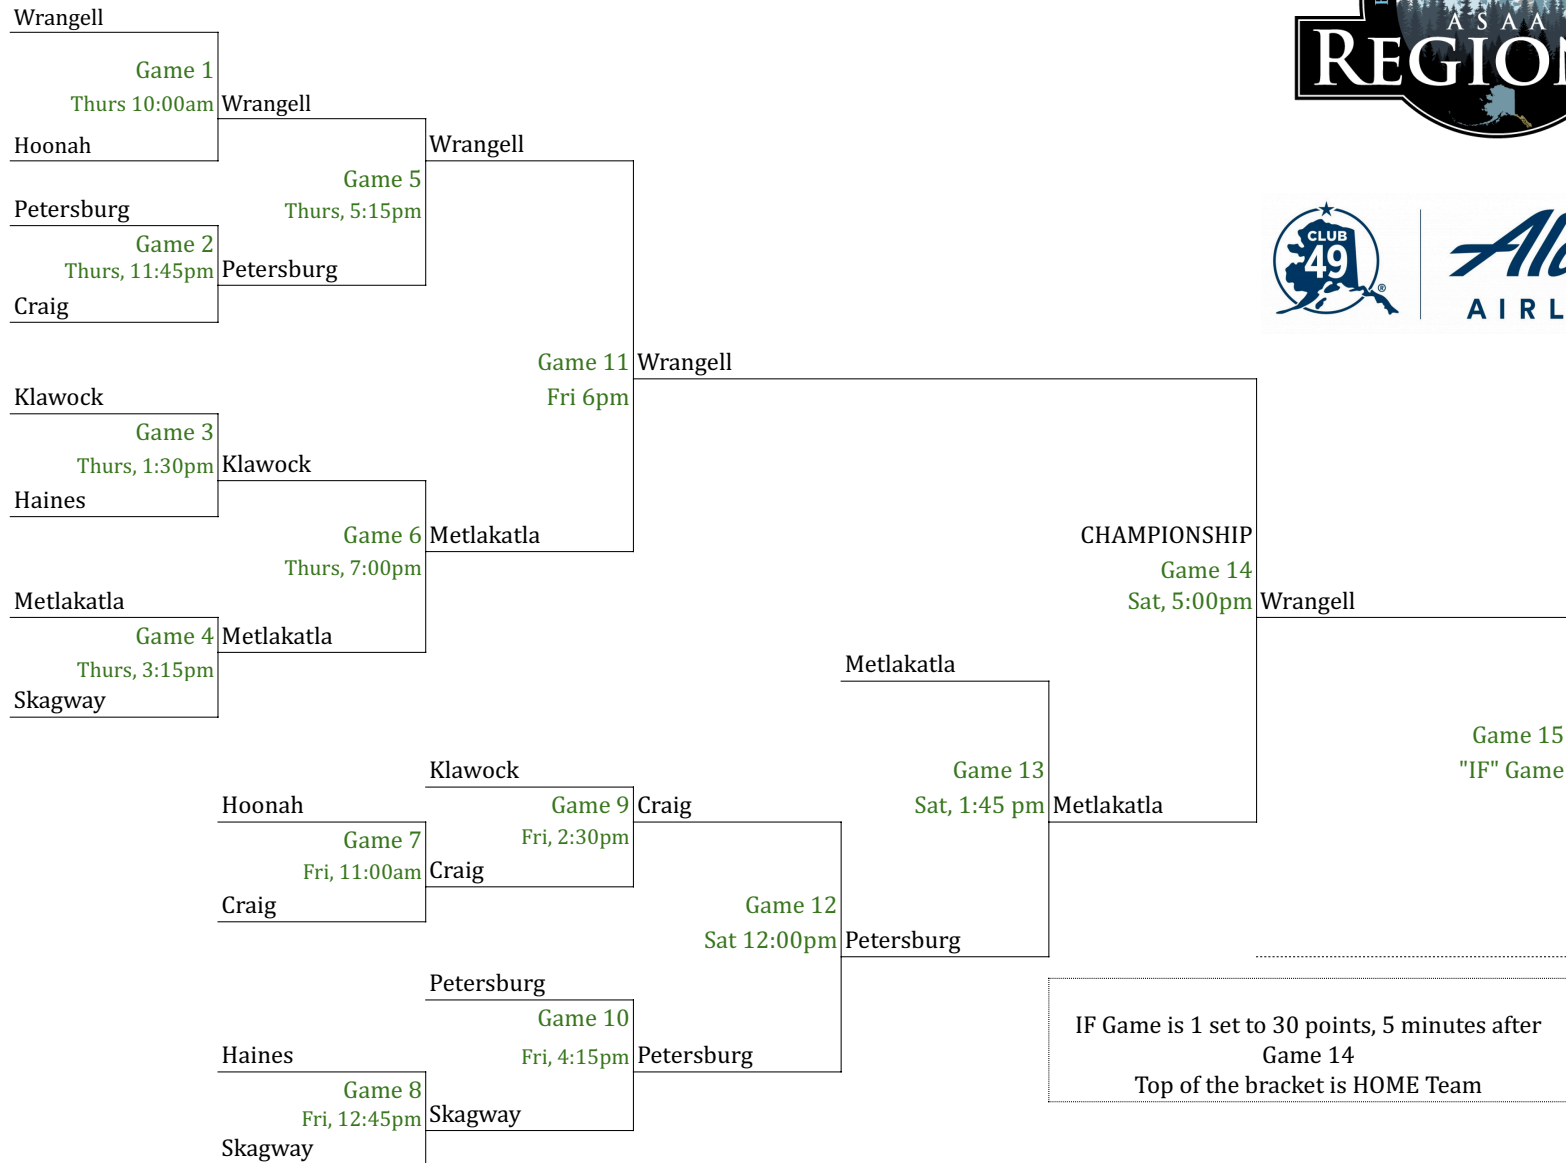 Wrangell
Game 1
Thurs 10:00am
Wrangell
Hoonah
Wrangell
Game 5
Thurs, 5:15pm
Petersburg
Game 2
Thurs, 11:45pm
Petersburg
Craig
Game 11
Wrangell
Fri 6pm
Klawock
Game 3
Thurs, 1:30pm
Klawock
Haines
Game 6
Metlakatla
Thurs, 7:00pm
Metlakatla
Game 4
Metlakatla
Thurs, 3:15pm
Skagway
CHAMPIONSHIP
Game 14
Sat, 5:00pm
Wrangell
Metlakatla
Game 13
Sat, 1:45 pm
Metlakatla
Game 15
"IF" Game
Klawock
Hoonah
Game 9
Craig
Game 7
Fri, 2:30pm
Fri, 11:00am
Craig
Craig
Game 12
Sat 12:00pm
Petersburg
Petersburg
Game 10
Haines
Fri, 4:15pm
Petersburg
Game 8
Fri, 12:45pm
Skagway
Skagway
IF Game is 1 set to 30 points, 5 minutes after
Game 14
Top of the bracket is HOME Team
ASAA
CLUB
49
®